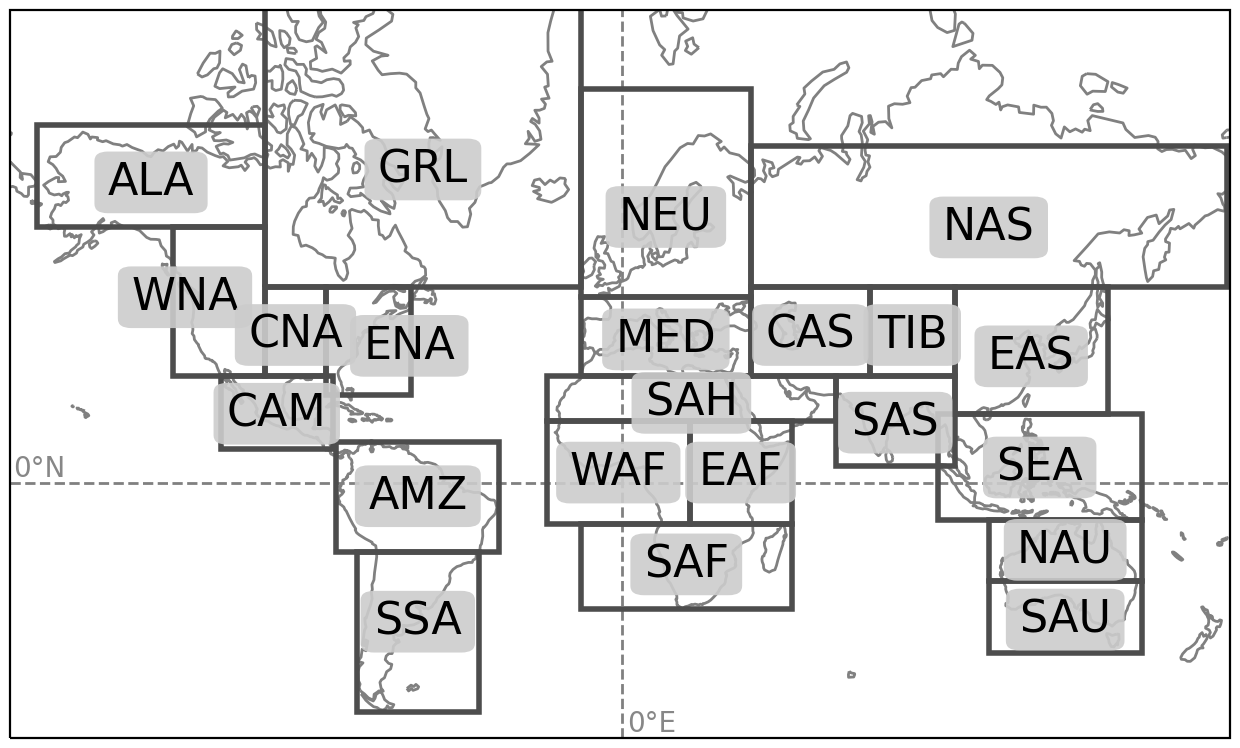 GRL
ALA
NEU
NAS
WNA
CNA
ENA
MED
CAS
TIB
EAS
CAM
SAH
SAS
0°N
AMZ
WAF
EAF
SEA
NAU
SAF
SSA
SAU
0°E